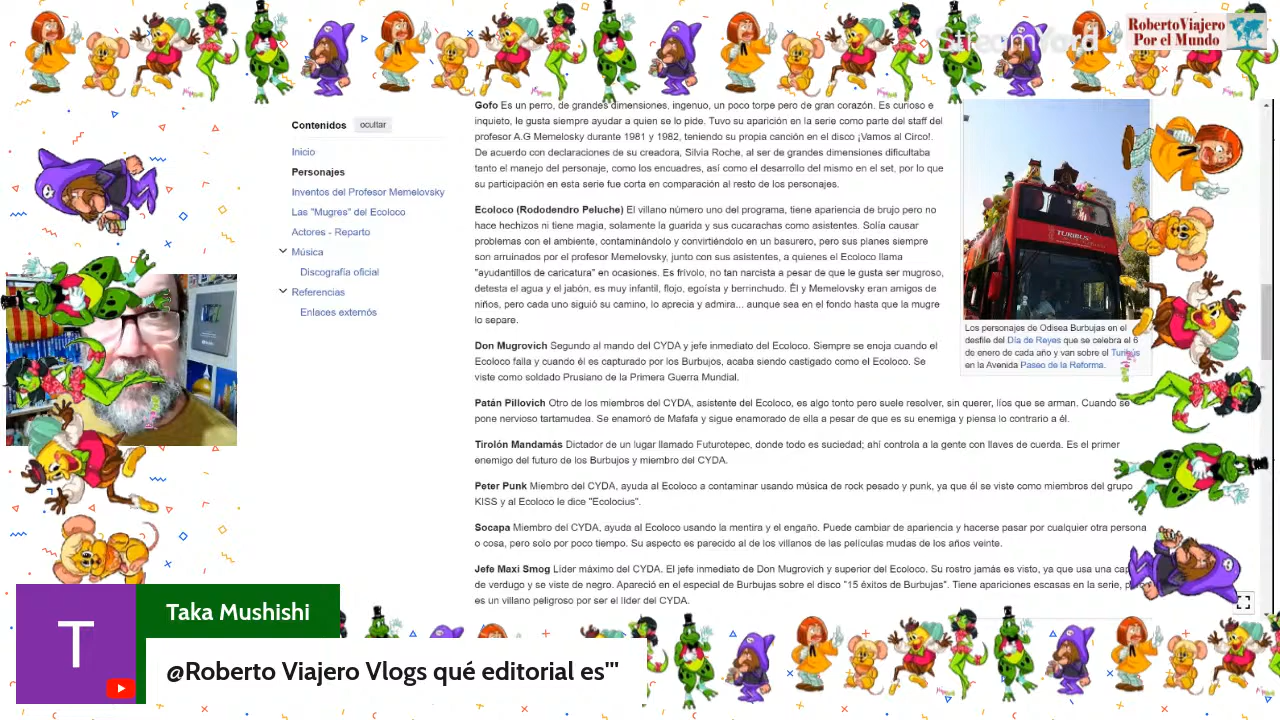 StreamYard
RobertoViajero
Por el Mundo
Contenidos
ocultar
Inicio
Personajes
Inventos del Profesor Memelovsky
Las "Mugres" del Ecoloco
Actores - Reparto
Música
Discografía oficial
Referencias
Enlaces externós
Gofo Es un perro, de grandes dimensiones, ingenuo, un poco torpe pero de gran corazón. Es curioso e
inquieto, le gusta siempre ayudar a quien se lo pide. Tuvo su aparición en la serie como parte del staff del
profesor A.G Memelosky durante 1981 y 1982, teniendo su propia canción en el disco ¡Vamos al Circo!.
De acuerdo con declaraciones de su creadora, Silvia Roche, al ser de grandes dimensiones dificultaba
tanto el manejo del personaje, como los encuadres, así como el desarrollo del mismo en el set, por lo que
su participación en esta serie fue corta en comparación al resto de los personajes.
Ecoloco (Rododendro Peluche) El villano número uno del programa, tiene apariencia de brujo pero no
hace hechizos ni tiene magia, solamente la guarida y sus cucarachas como asistentes. Solía causar
problemas con el ambiente, contaminándolo y convirtiéndolo en un basurero, pero sus planes siempre
son arruinados por el profesor Memelovsky, junto con sus asistentes, a quienes el Ecoloco llama
"ayudantillos de caricatura" en ocasiones. Es frívolo, no tan narcista a pesar de que le gusta ser mugroso,
detesta el agua y el jabón, es muy infantil, flojo, egoísta y berrinchudo. Él y Memelovsky eran amigos de
niños, pero cada uno siguió su camino, lo aprecia y admira... aunque sea en el fondo hasta que la mugre
lo separe.
Don Mugrovich Segundo al mando del CYDA y jefe inmediato del Ecoloco. Siempre se enoja cuando el
Ecoloco falla y cuando él es capturado por los Burbujos, acaba siendo castigado como el Ecoloco. Se
viste como soldado Prusiano de la Primera Guerra Mundial.
Patán Pillovich Otro de los miembros del CYDA, asistente del Ecoloco, es algo tonto pero suele resolver, sin querer, líos que se arman. Cuando se
pone nervioso tartamudea. Se enamoró de Mafafa y sigue enamorado de ella a pesar de que es su enemiga y piensa lo contrario a él.
Tirolón Mandamás Dictador de un lugar llamado Futurotepec, donde todo es suciedad; ahí controla a la gente con llaves de cuerda. Es el primer
enemigo del futuro de los Burbujos y miembro del CYDA.
Peter Punk Miembro del CYDA, ayuda al Ecoloco a contaminar usando música de rock pesado y punk, ya que él se viste como miembros del grupo
KISS y al Ecoloco le dice "Ecolocius".
Socapa Miembro del CYDA, ayuda al Ecoloco usando la mentira y el engaño. Puede cambiar de apariencia y hacerse pasar por cualquier otra persona
o cosa, pero solo por poco tiempo. Su aspecto es parecido al de los villanos de las películas mudas de los años veinte.
Jefe Maxi Smog Líder máximo del CYDA. El jefe inmediato de Don Mugrovich y superior del Ecoloco. Su rostro jamás es visto, ya que usa una
de verdugo y se viste de negro. Apareció en el especial de Burbujas sobre el disco "15 éxitos de Burbujas". Tiene apariciones escasas en la serie,
es un villano peligroso por ser el líder del CYDA.
TURIBUS
Los personajes de Odisea Burbujas en el
desfile del Día de Reyes que se celebra el 6
de enero de cada año y van sobre el Turibús
en la Avenida Paseo de la Reforma.
T
Taka Mushishi
@Roberto Viajero Vlogs qué editorial es'"